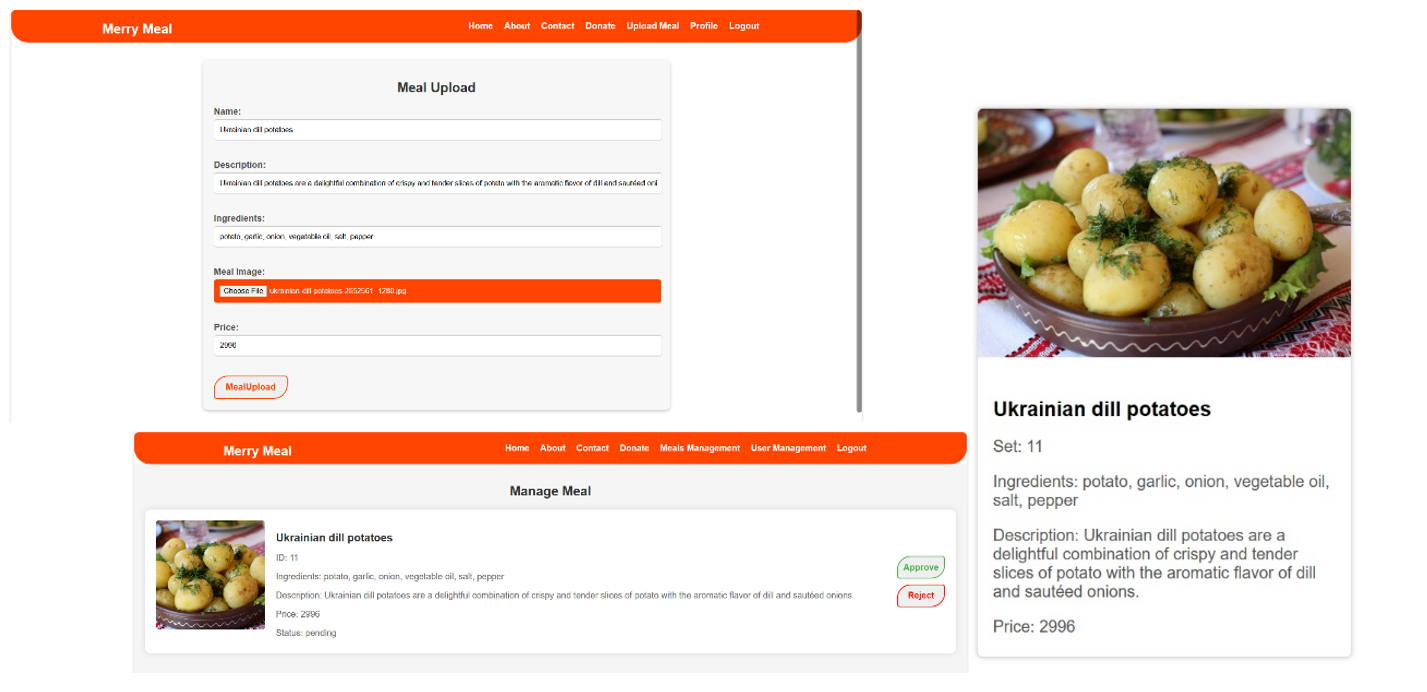 Merry Meal
Home About Contact Donate Upload Meal Profile Logout
Meal Upload
Name:
Ukrainian dill potatoes
Description:
Ukrainian dill potatoes are a delightful combination of crispy and tender slices of potato with the aromatic flavor of dill and sautéed oni
Ingredients:
potato, garlic, onion, vegetable oil, salt, pepper
Meal Image:
Choose File ukrainian-dill-potatoes-2652561_1280.jpg
Price:
2996
MealUpload
Merry Meal
Home About Contact Donate Meals Management User Management Logout
Manage Meal
Ukrainian dill potatoes
ID: 11
Ingredients: potato, garlic, onion, vegetable oil, salt, pepper
Description: Ukrainian dill potatoes are a delightful combination of crispy and tender slices of potato with the aromatic flavor of dill and sautéed onions.
Price: 2996
Status: pending
Approve
Reject
Ukrainian dill potatoes
Set: 11
Ingredients: potato, garlic, onion, vegetable oil,
salt, pepper
Description: Ukrainian dill potatoes are a
delightful combination of crispy and tender
slices of potato with the aromatic flavor of dill
and sautéed onions.
Price: 2996